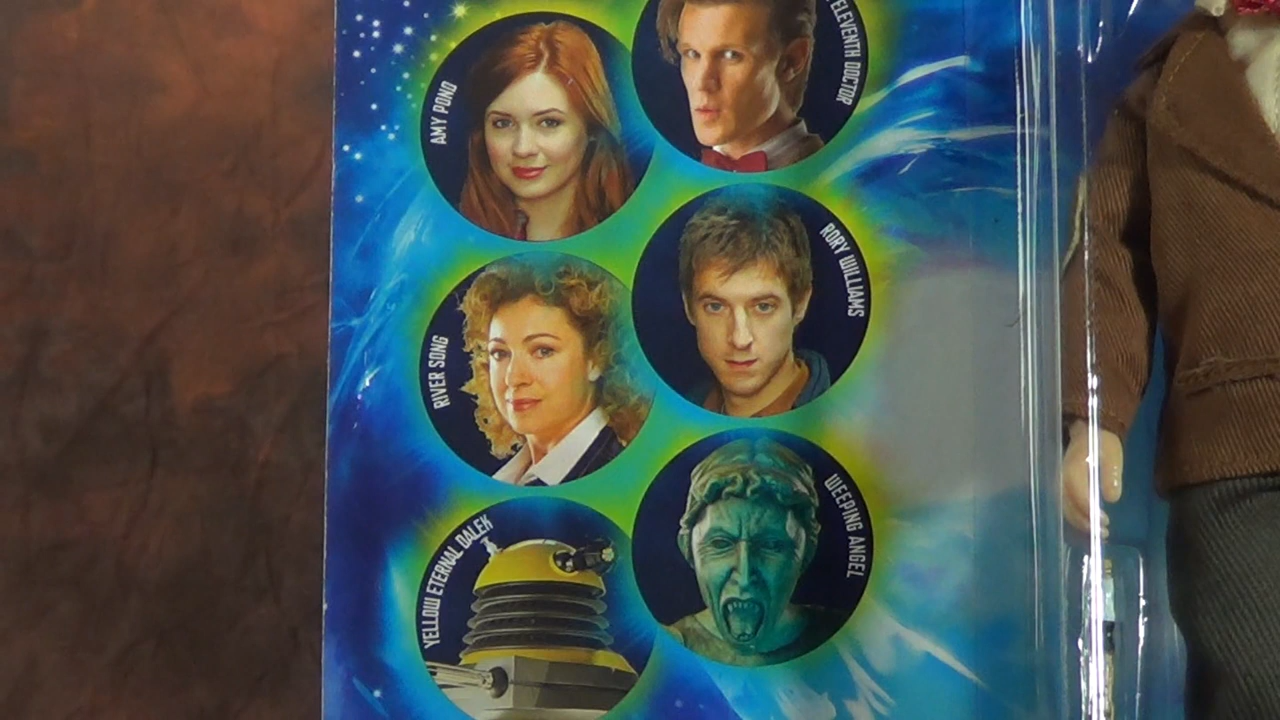 AMY POND
ELEVENTH DOCTOR
RIVER SONG
RORY WILLIAMS
YELLOW ETERNAL DALEK
WEEPING ANGEL